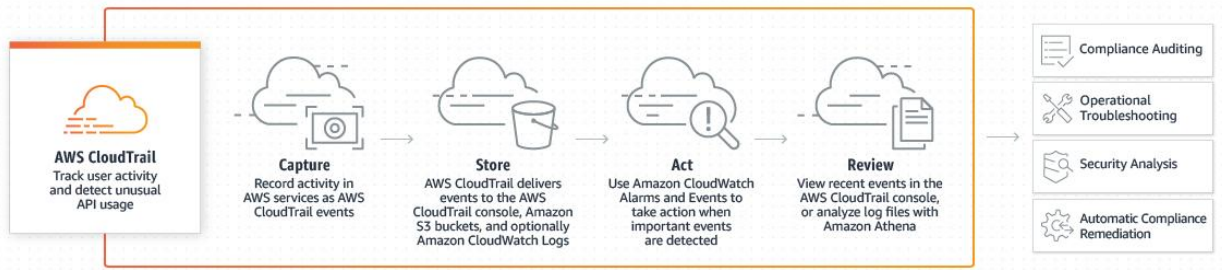 AWS CloudTrail
Track user activity
and detect unusual
API usage
Capture
Record activity in
AWS services as AWS
CloudTrail events
Store
AWS CloudTrail delivers
events to the AWS
CloudTrail console, Amazon
S3 buckets, and optionally
Amazon CloudWatch Logs
Act
Use Amazon CloudWatch
Alarms and Events to
take action when
important events
are detected
Review
View recent events in the
AWS CloudTrail console,
or analyze log files with
Amazon Athena
Compliance Auditing
Operational
Troubleshooting
Security Analysis
Automatic Compliance
Remediation